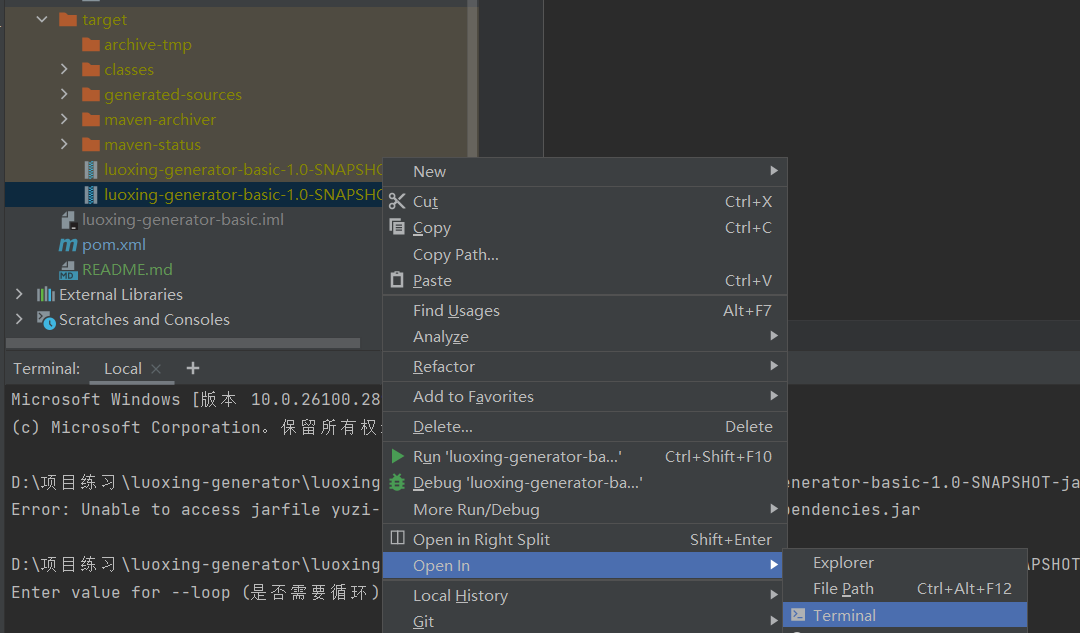 target
archive-tmp
classes
generated-sources
maven-archiver
maven-status
luoxing-generator-basic-1.0-SNAPSHO
luoxing-generator-basic-1.0-SNAPSHO
luoxing-generator-basic.iml
pom.xml
README.md
External Libraries
Scratches and Consoles
New
Cut Ctrl+X
Copy Ctrl+C
Copy Path...
Paste Ctrl+V
Find Usages Alt+F7
Analyze
Refactor
Add to Favorites
Delete... Delete
Run 'luoxing-generator-ba...' Ctrl+Shift+F10
Debug 'luoxing-generator-ba...'
More Run/Debug
Open in Right Split Shift+Enter
Open In
Local History
Git
Explorer
File Path Ctrl+Alt+F12
Terminal
Terminal: Local
Microsoft Windows [版本 10.0.26100.28
(c) Microsoft Corporation。保留所有权
D:\项目练习\luoxing-generator\luoxing enerator-basic-1.0-SNAPSHOT-ja
Error: Unable to access jarfile yuzi- pendencies.jar
D:\项目练习\luoxing-generator\luoxing APSHOT
Enter value for --loop (是否需要循环)